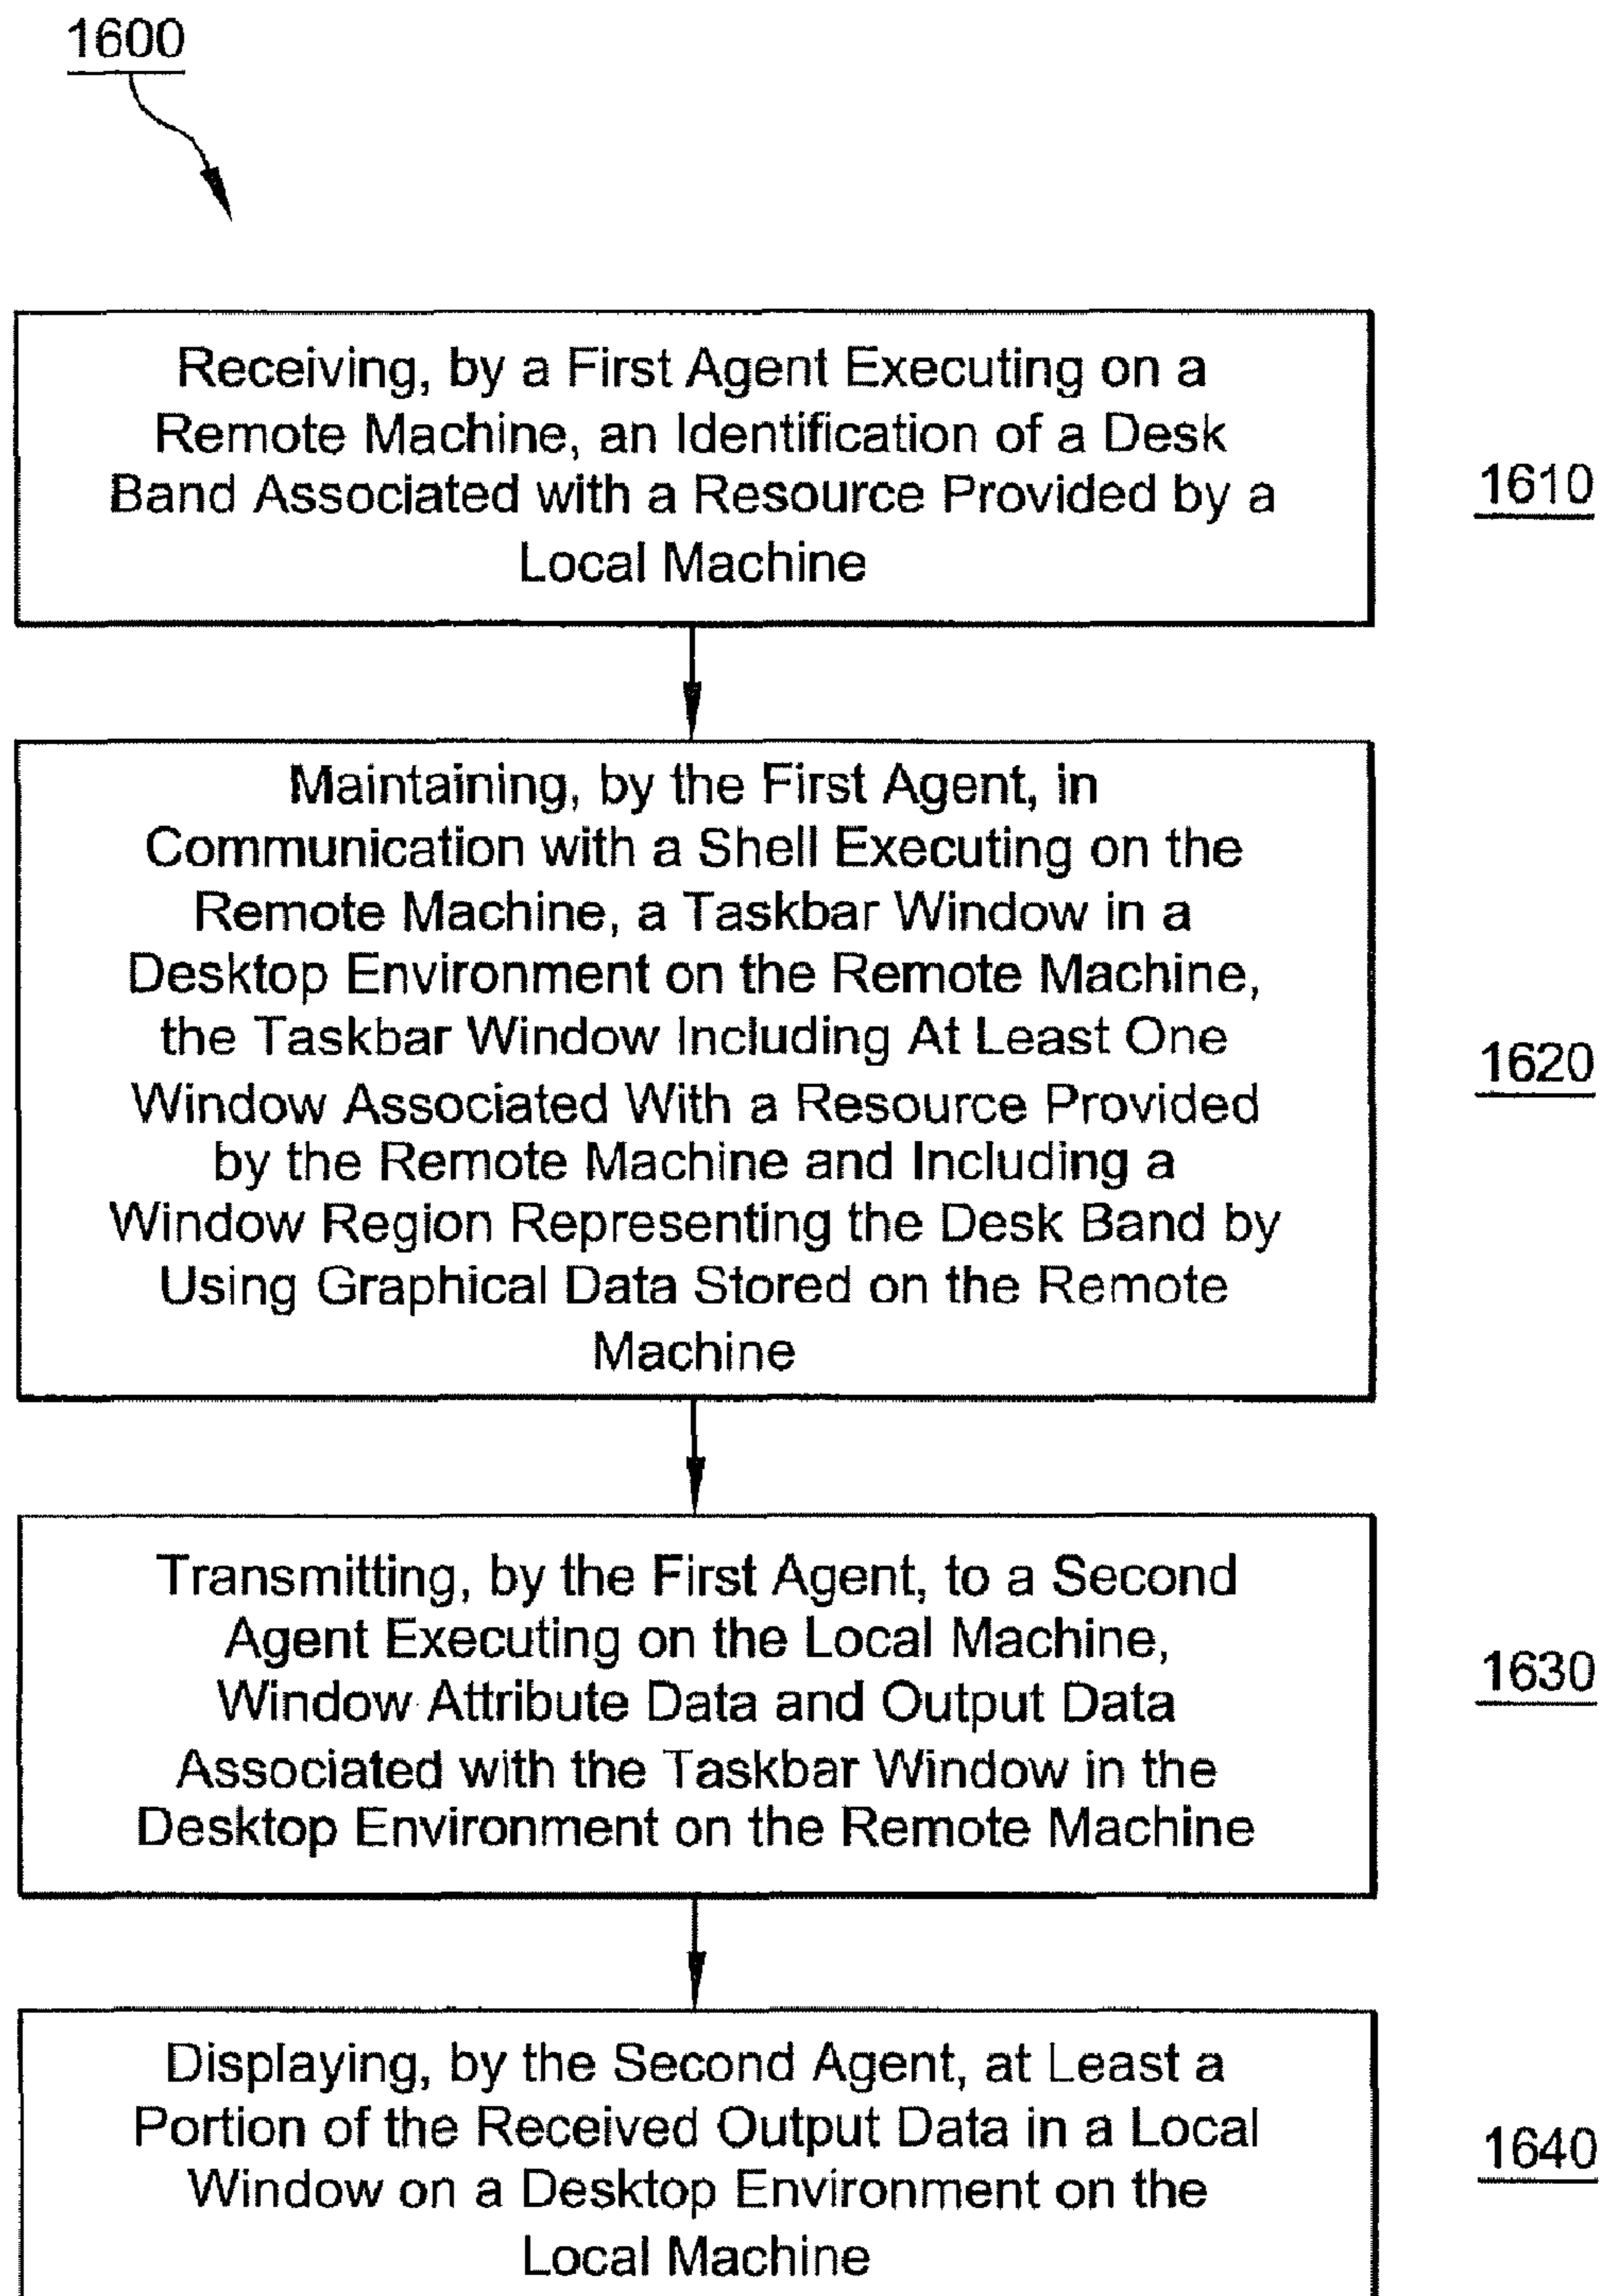 1600
Receiving, by a First Agent Executing on a
Remote Machine, an Identification of a Desk
Band Associated with a Resource Provided by a
Local Machine
1610
Maintaining, by the First Agent, in
Communication with a Shell Executing on the
Remote Machine, a Taskbar Window in a
Desktop Environment on the Remote Machine,
the Taskbar Window Including At Least One
Window Associated With a Resource Provided
by the Remote Machine and Including a
Window Region Representing the Desk Band by
Using Graphical Data Stored on the Remote
Machine
1620
Transmitting, by the First Agent, to a Second
Agent Executing on the Local Machine,
Window Attribute Data and Output Data
Associated with the Taskbar Window in the
Desktop Environment on the Remote Machine
1630
Displaying, by the Second Agent, at Least a
Portion of the Received Output Data in a Local
Window on a Desktop Environment on the
Local Machine
1640